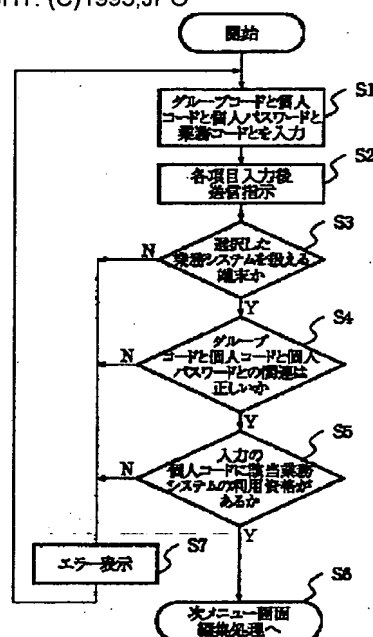 (C)1995,JPO
開始
S1
グループコードと個人
コードと個人パスワードと
業務コードとを入力
S2
各項目入力後
送信指示
S3
選択した
業務システムを扱える
端末か
N
Y
S4
グループ
コードと個人コードと個人
パスワードとの関連は
正しいか
N
Y
S5
入力の
個人コードに該当業務
システムの利用資格が
あるか
N
Y
S7
エラー表示
S6
次メニュー画面
編集処理へ